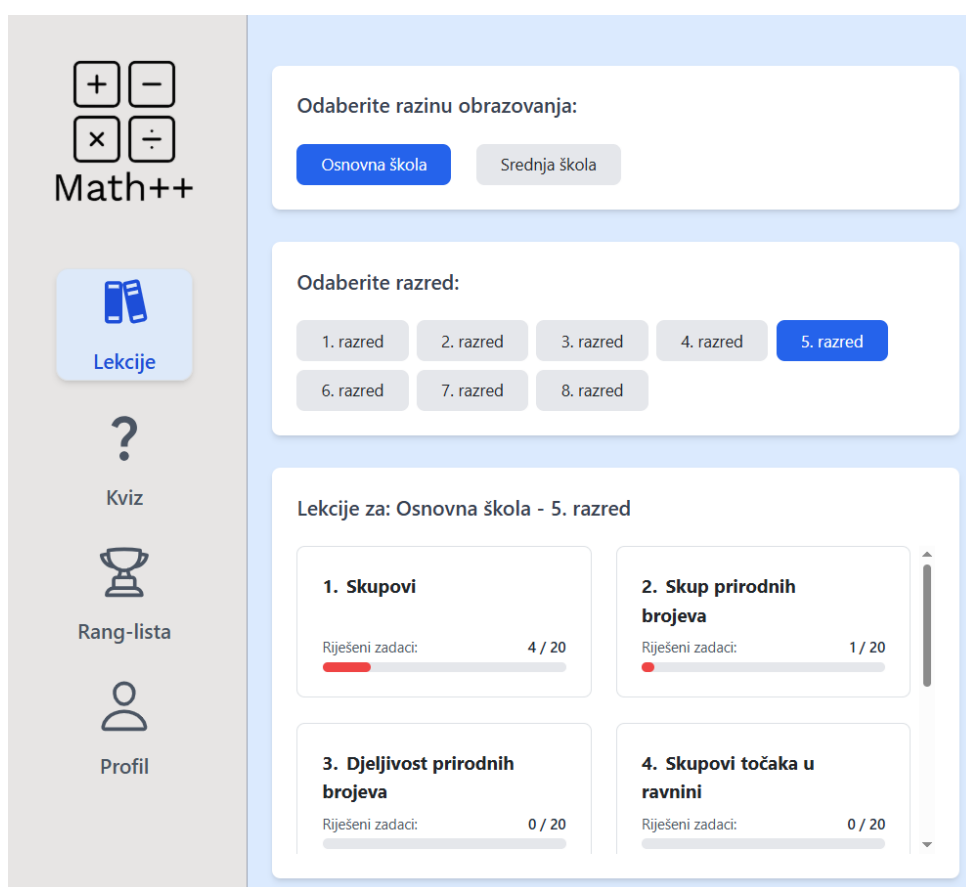 + −
× ÷
Math++
Lekcije
Kviz
Rang-lista
Profil
Odaberite razinu obrazovanja:
Osnovna škola Srednja škola
Odaberite razred:
1. razred 2. razred 3. razred 4. razred 5. razred
6. razred 7. razred 8. razred
Lekcije za: Osnovna škola - 5. razred
1. Skupovi
Riješeni zadaci: 4 / 20
2. Skup prirodnih
brojeva
Riješeni zadaci: 1 / 20
3. Djeljivost prirodnih
brojeva
Riješeni zadaci: 0 / 20
4. Skupovi točaka u
ravnini
Riješeni zadaci: 0 / 20